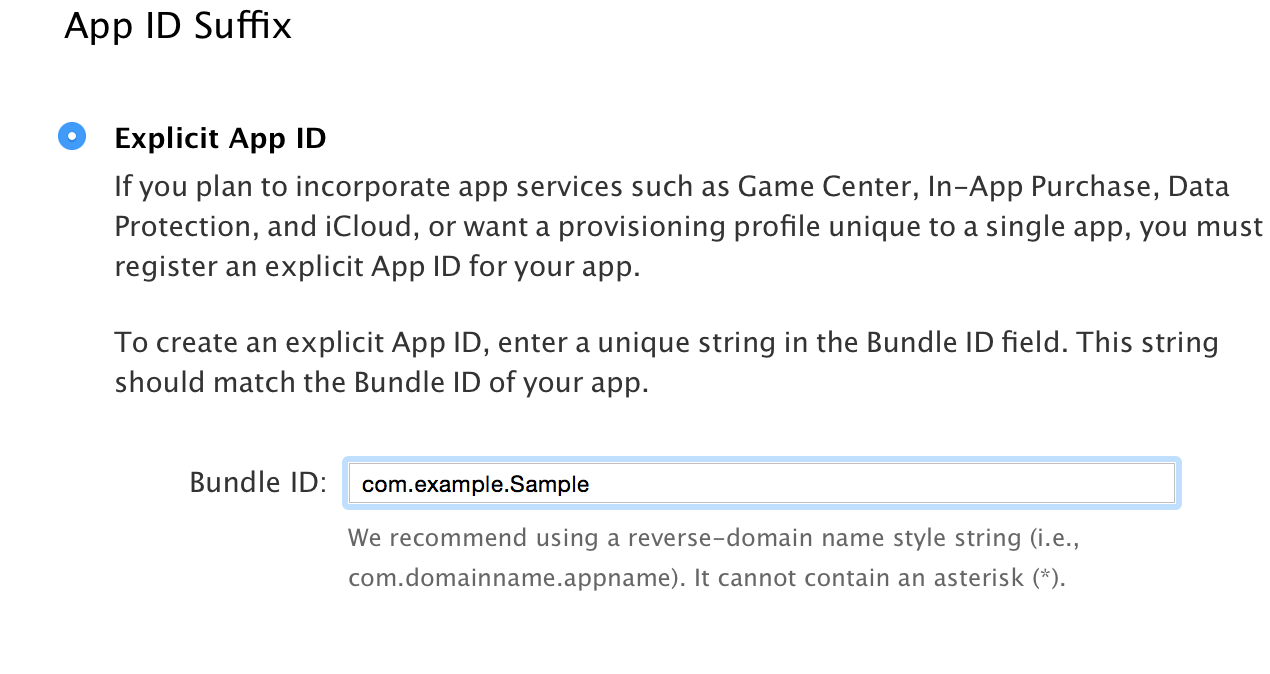 App ID Suffix
Explicit App ID
If you plan to incorporate app services such as Game Center, In-App Purchase, Data
Protection, and iCloud, or want a provisioning profile unique to a single app, you must
register an explicit App ID for your app.
To create an explicit App ID, enter a unique string in the Bundle ID field. This string
should match the Bundle ID of your app.
Bundle ID: com.example.Sample
We recommend using a reverse-domain name style string (i.e.,
com.domainname.appname). It cannot contain an asterisk (*).